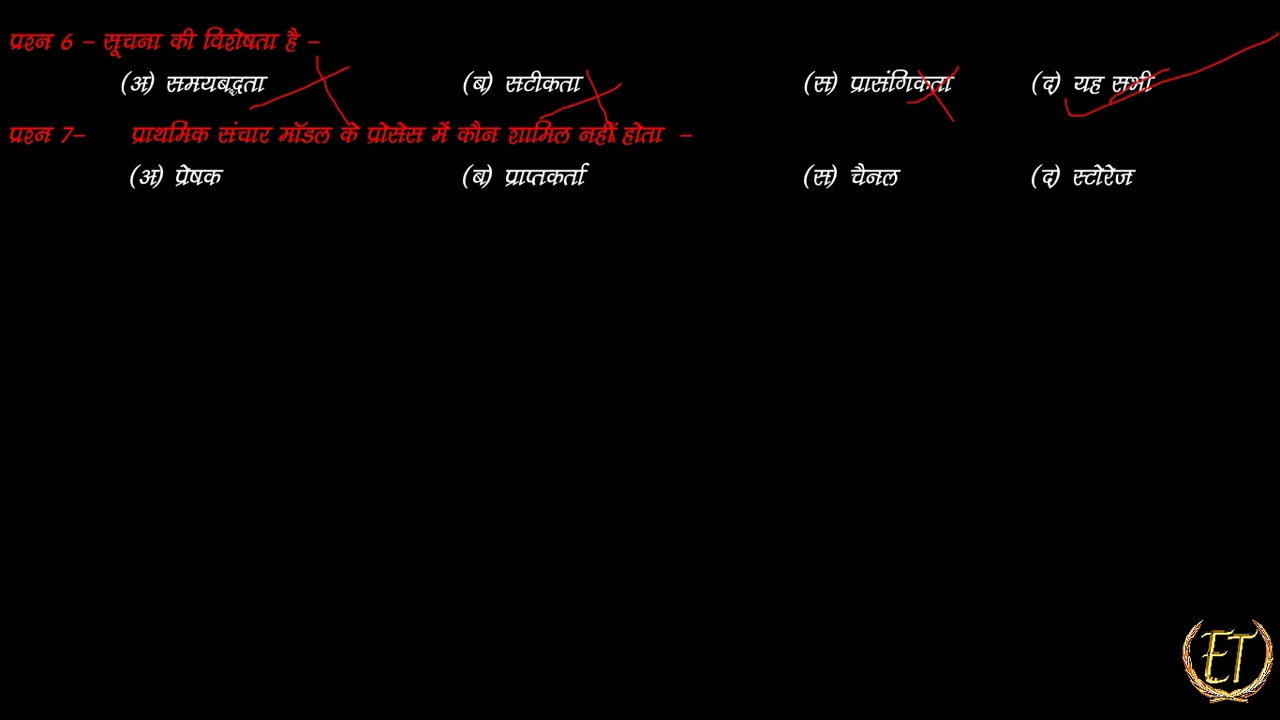 प्रश्न 6 – सूचना की विशेषता है –
(अ) समयबद्धता (ब) सटीकता (स) प्रासंगिकता (द) यह सभी
प्रश्न 7– प्राथमिक संचार मॉडल के प्रोसेस में कौन शामिल नहीं होता –
(अ) प्रेषक (ब) प्राप्तकर्ता (स) चैनल (द) स्टोरेज
ET